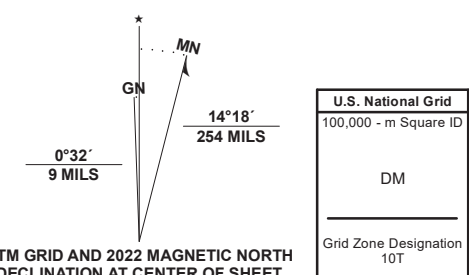 MN
GN
14°18´
254 MILS
0°32´
9 MILS
TM GRID AND 2022 MAGNETIC NORTH
DECLINATION AT CENTER OF SHEET
U.S. National Grid
100,000 - m Square ID
DM
Grid Zone Designation
10T